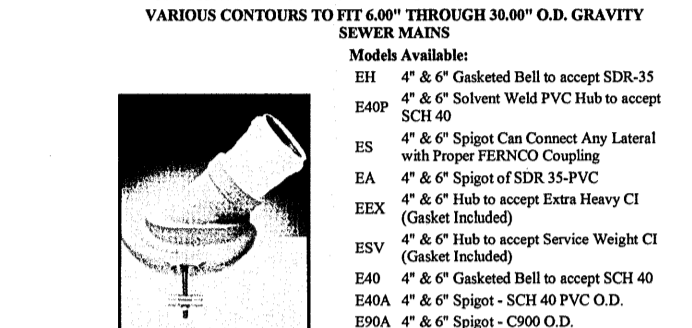 VARIOUS CONTOURS TO FIT 6.00" THROUGH 30.00" O.D. GRAVITY
SEWER MAINS
Models Available:
EH 4" & 6" Gasketed Bell to accept SDR-35
E40P 4" & 6" Solvent Weld PVC Hub to accept
SCH 40
ES 4" & 6" Spigot Can Connect Any Lateral
with Proper FERNCO Coupling
EA 4" & 6" Spigot of SDR 35-PVC
EEX 4" & 6" Hub to accept Extra Heavy CI
(Gasket Included)
ESV 4" & 6" Hub to accept Service Weight CI
(Gasket Included)
E40 4" & 6" Gasketed Bell to accept SCH 40
E40A 4" & 6" Spigot - SCH 40 PVC O.D.
E90A 4" & 6" Spigot - C900 O.D.